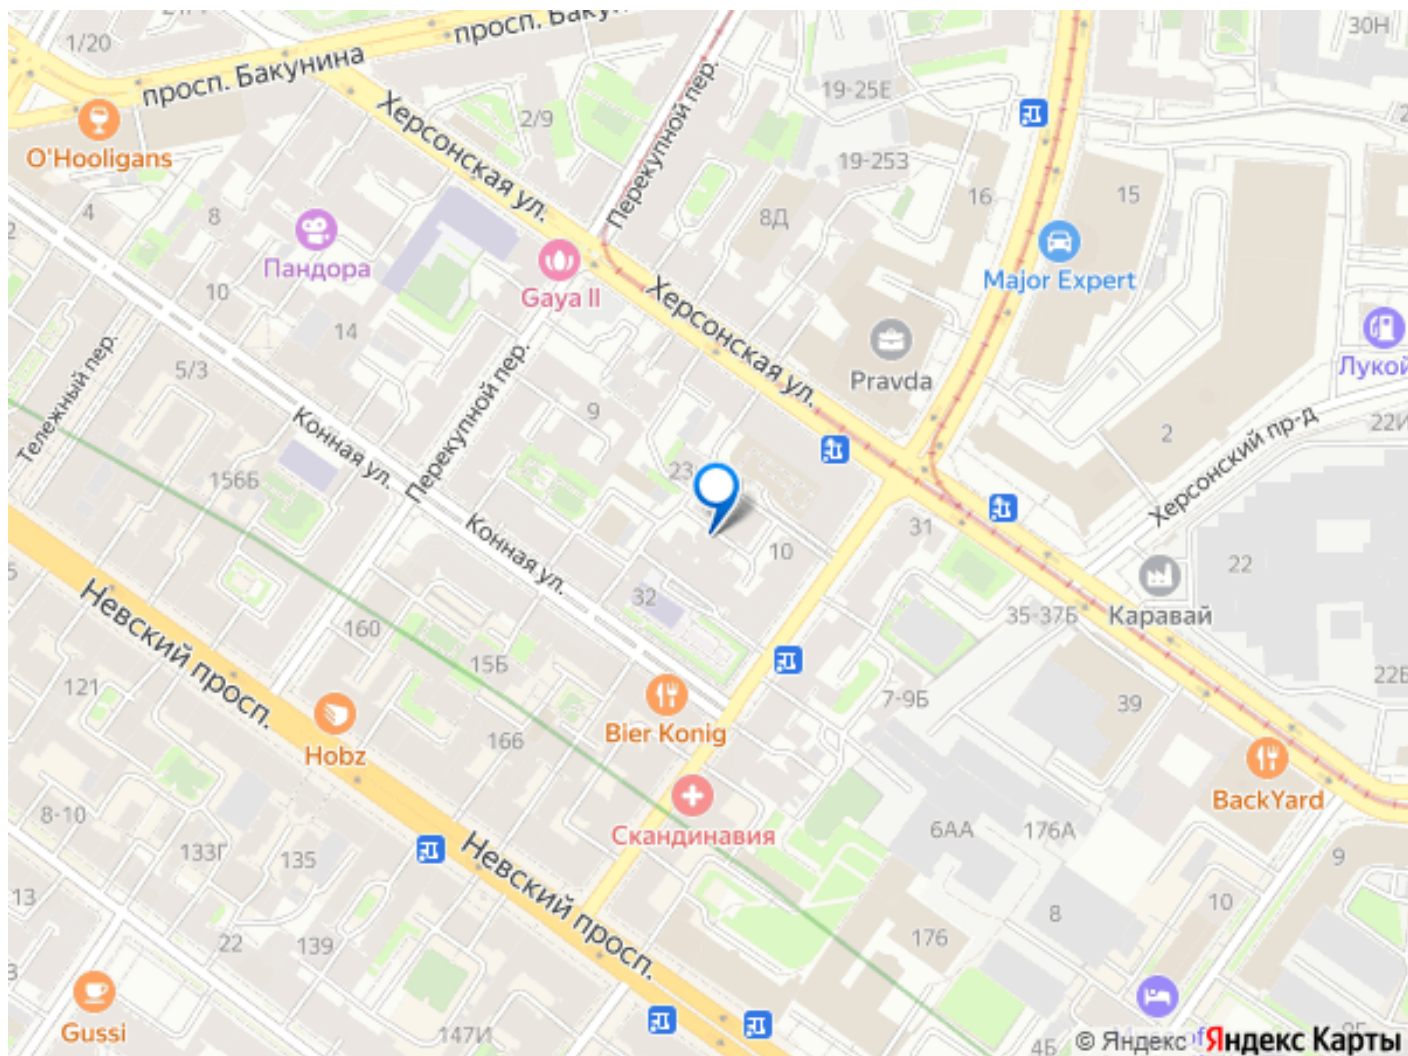 просп. Бакунина
просп.
1/20
30Н
19-25Е
2/9
Херсонская ул.
Перекупной пер.
O'Hooligans
19-253
16
15
4
8
8Д
Пандора
Major Expert
Gaya II
10
Херсонская ул.
14
Pravda
Тележный пер.
5/3
Перекупной пер.
9
Конная ул.
2
Херсонский пр-д
156Б
23
Конная ул.
10
31
22
Невский просп.
32
35-37Б
Каравай
160
15Б
121
7-9Б
39
Hobz
166
Bier Konig
BackYard
8-10
Скандинавия
6АА
176А
133Г
135
Невский просп.
9
13
10
8
22
139
176
Gussi
147И
4Б
© Яндекс Яндекс Карты